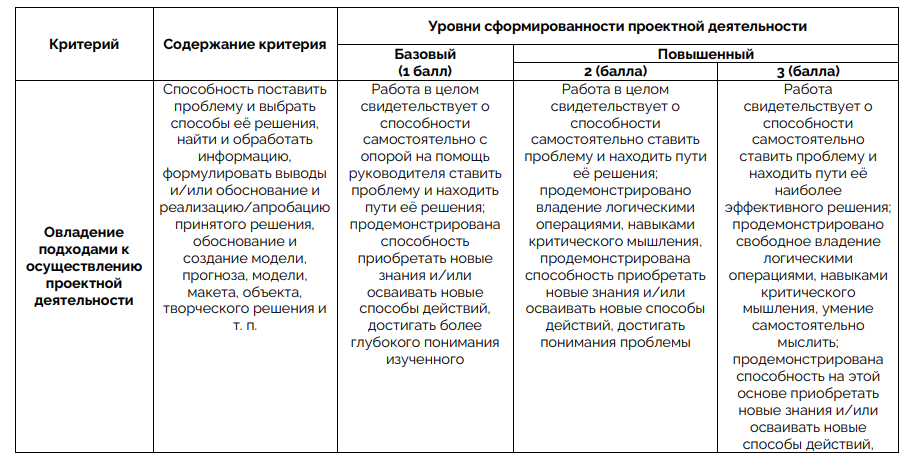 Критерий
Содержание критерия
Уровни сформированности проектной деятельности
Базовый
(1 балл)
Повышенный
2 (балла)
3 (балла)
Овладение
подходами к
осуществлению
проектной
деятельности
Способность поставить
проблему и выбрать
способы её решения,
найти и обработать
информацию,
формулировать выводы
и/или обоснование и
реализацию/апробацию
принятого решения,
обоснование и
создание модели,
прогноза, модели,
макета, объекта,
творческого решения и
т. п.
Работа в целом
свидетельствует о
способности
самостоятельно с
опорой на помощь
руководителя ставить
проблему и находить
пути её решения;
продемонстрирована
способность
приобретать новые
знания и/или
осваивать новые
способы действий,
достигать более
глубокого понимания
изученного
Работа в целом
свидетельствует о
способности
самостоятельно ставить
проблему и находить пути
её решения;
продемонстрировано
владение логическими
операциями, навыками
критического мышления,
продемонстрирована
способность приобретать
новые знания и/или
осваивать новые способы
действий, достигать
понимания проблемы
Работа
свидетельствует о
способности
самостоятельно
ставить проблему и
находить пути её
наиболее
эффективного решения;
продемонстрировано
свободное владение
логическими
операциями, навыками
критического
мышления, умение
самостоятельно
мыслить;
продемонстрирована
способность на этой
основе приобретать
новые знания и/или
осваивать новые
способы действий,